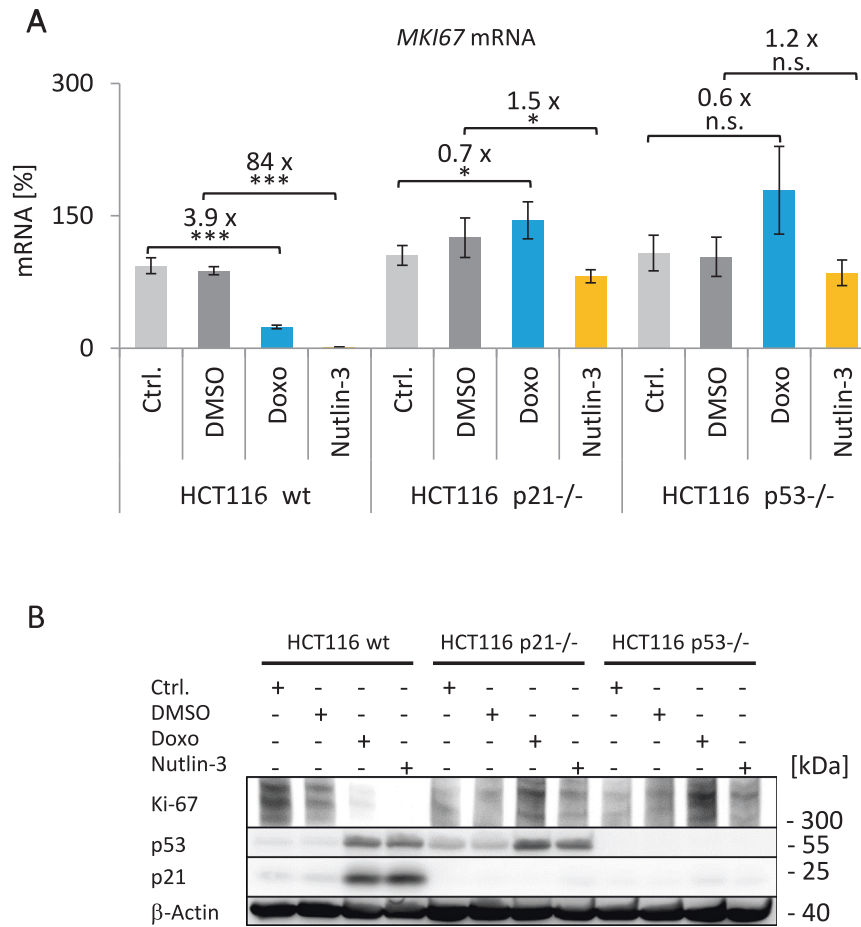 A
MKI67 mRNA
1.2 x
n.s.
300
1.5 x
*
0.6 x
n.s.
84 x
***
0.7 x
*
mRNA [%]
150
3.9 x
***
0
Ctrl.
DMSO
Doxo
Nutlin-3
Ctrl.
DMSO
Doxo
Nutlin-3
Ctrl.
DMSO
Doxo
Nutlin-3
HCT116 wt
HCT116 p21-/-
HCT116 p53-/-
B
HCT116 wt HCT116 p21-/- HCT116 p53-/-
Ctrl. + - - - + - - - + - - -
DMSO - + - - - + - - - + - -
Doxo - - + - - - + - - - + -
Nutlin-3 - - - + - - - + - - - +
[kDa]
Ki-67 - 300
p53 - 55
p21 - 25
β-Actin - 40